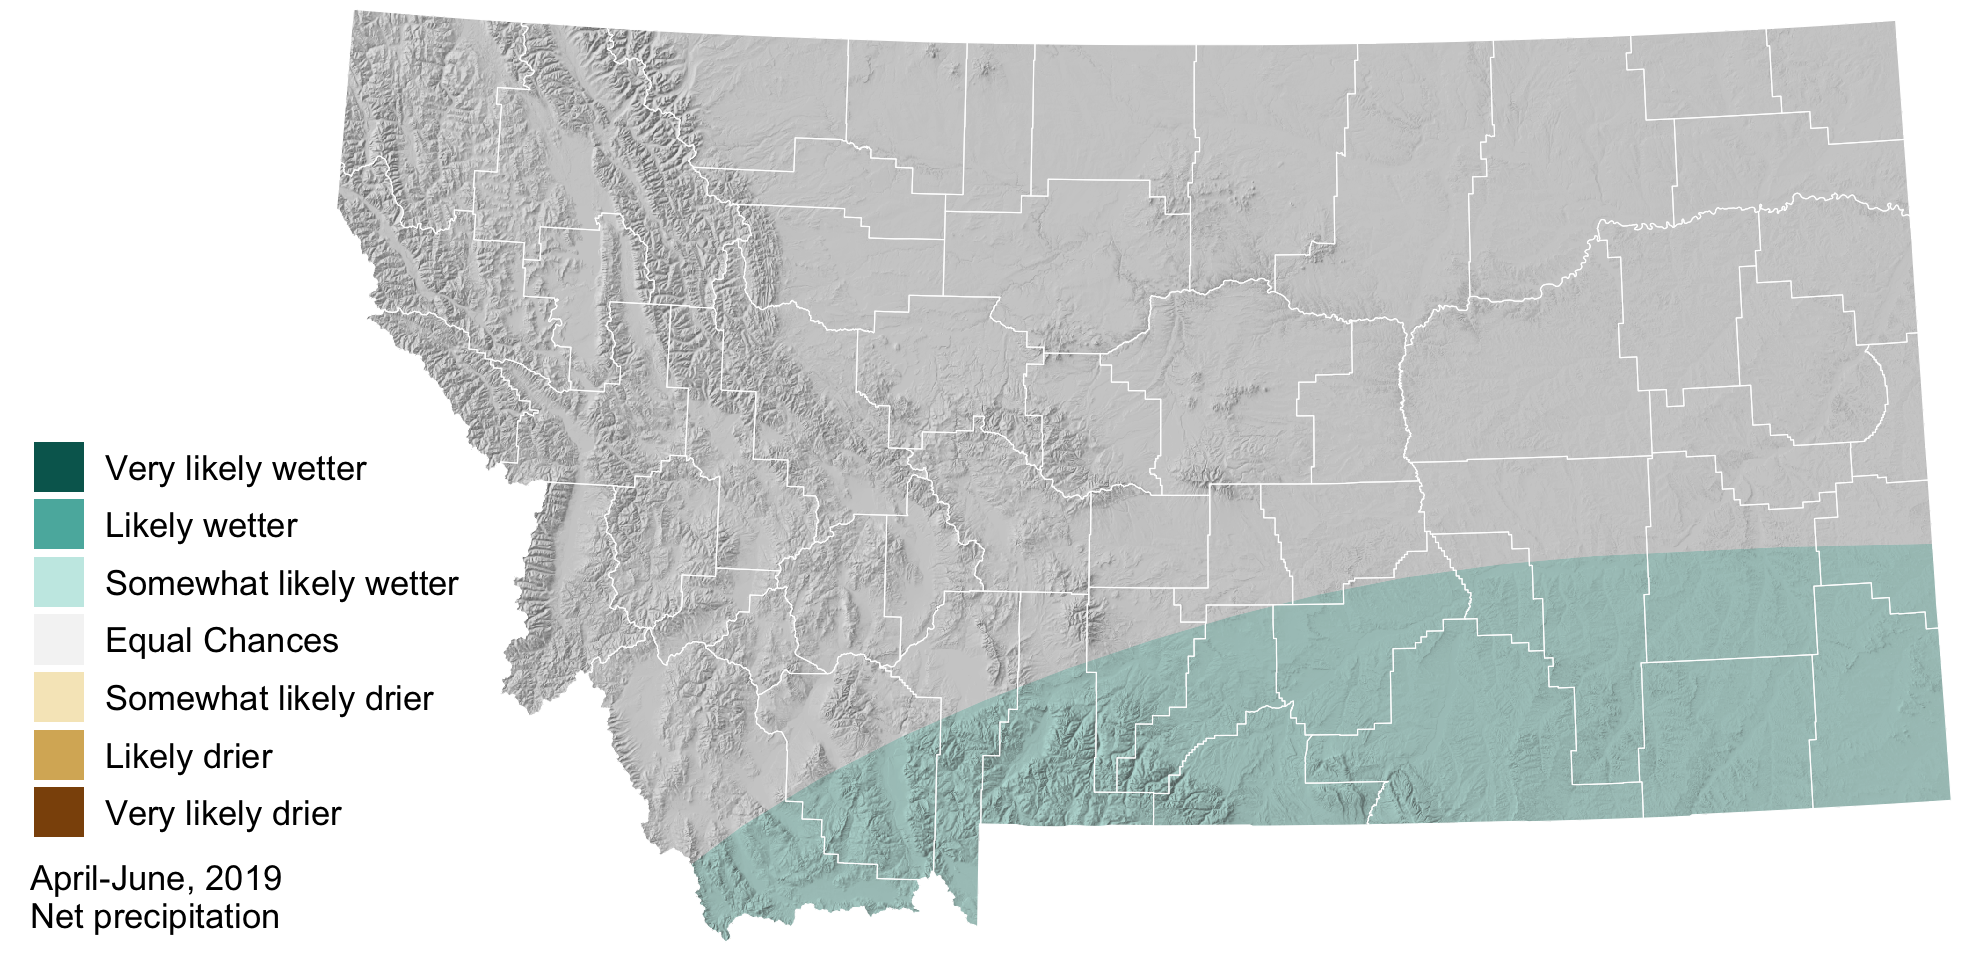 Very likely wetter
Likely wetter
Somewhat likely wetter
Equal Chances
Somewhat likely drier
Likely drier
Very likely drier
April-June, 2019
Net precipitation